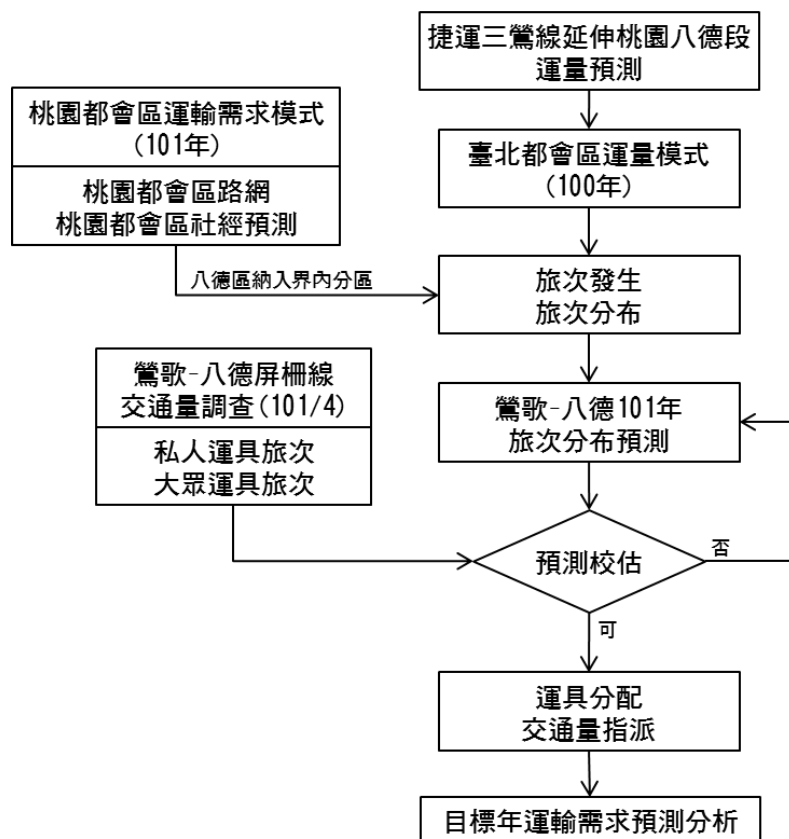 捷運三鶯線延伸桃園八德段
運量預測
桃園都會區運輸需求模式
(101年)
桃園都會區路網
桃園都會區社經預測
臺北都會區運量模式
(100年)
八德區納入界內分區
旅次發生
旅次分布
鶯歌-八德屏柵線
交通量調查(101/4)
私人運具旅次
大眾運具旅次
鶯歌-八德101年
旅次分布預測
預測校估
否
可
運具分配
交通量指派
目標年運輸需求預測分析